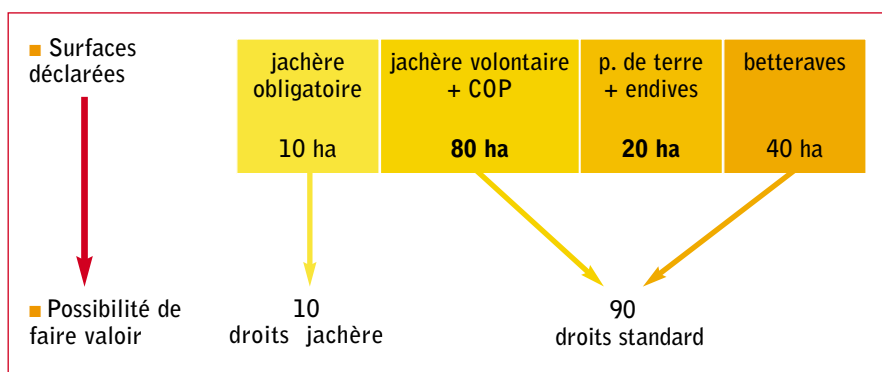 ■ Surfaces
déclarées
jachère
obligatoire
10 ha
jachère volontaire
+ COP
80 ha
p. de terre
+ endives
20 ha
betteraves
40 ha
■ Possibilité de
faire valoir
10
droits jachère
90
droits standard